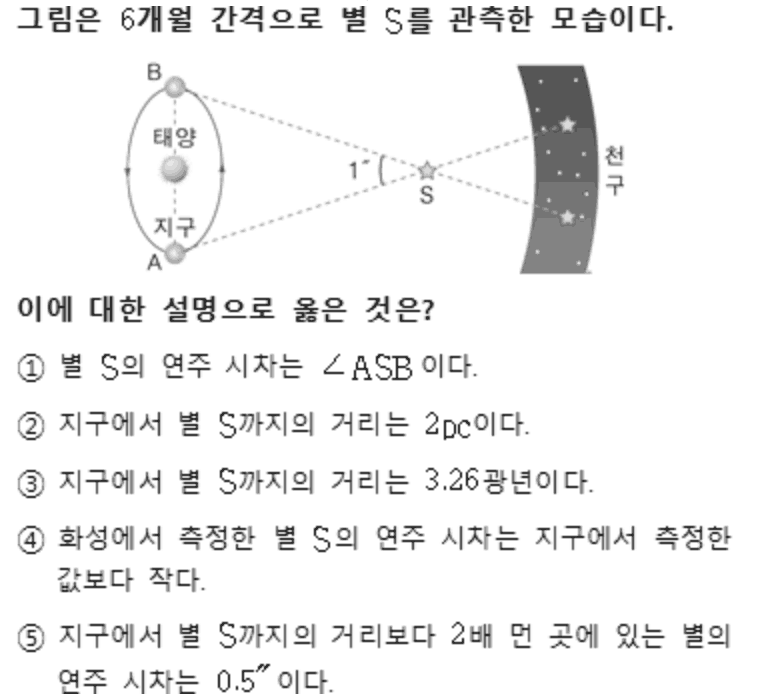 그림은 6개월 간격으로 별 S를 관측한 모습이다.
B
태양
1″
S
천
구
지구
A
이에 대한 설명으로 옳은 것은?
① 별 S의 연주 시차는 ∠ASB이다.
② 지구에서 별 S까지의 거리는 2pc이다.
③ 지구에서 별 S까지의 거리는 3.26광년이다.
④ 화성에서 측정한 별 S의 연주 시차는 지구에서 측정한
값보다 작다.
⑤ 지구에서 별 S까지의 거리보다 2배 먼 곳에 있는 별의
연주 시차는 0.5″이다.